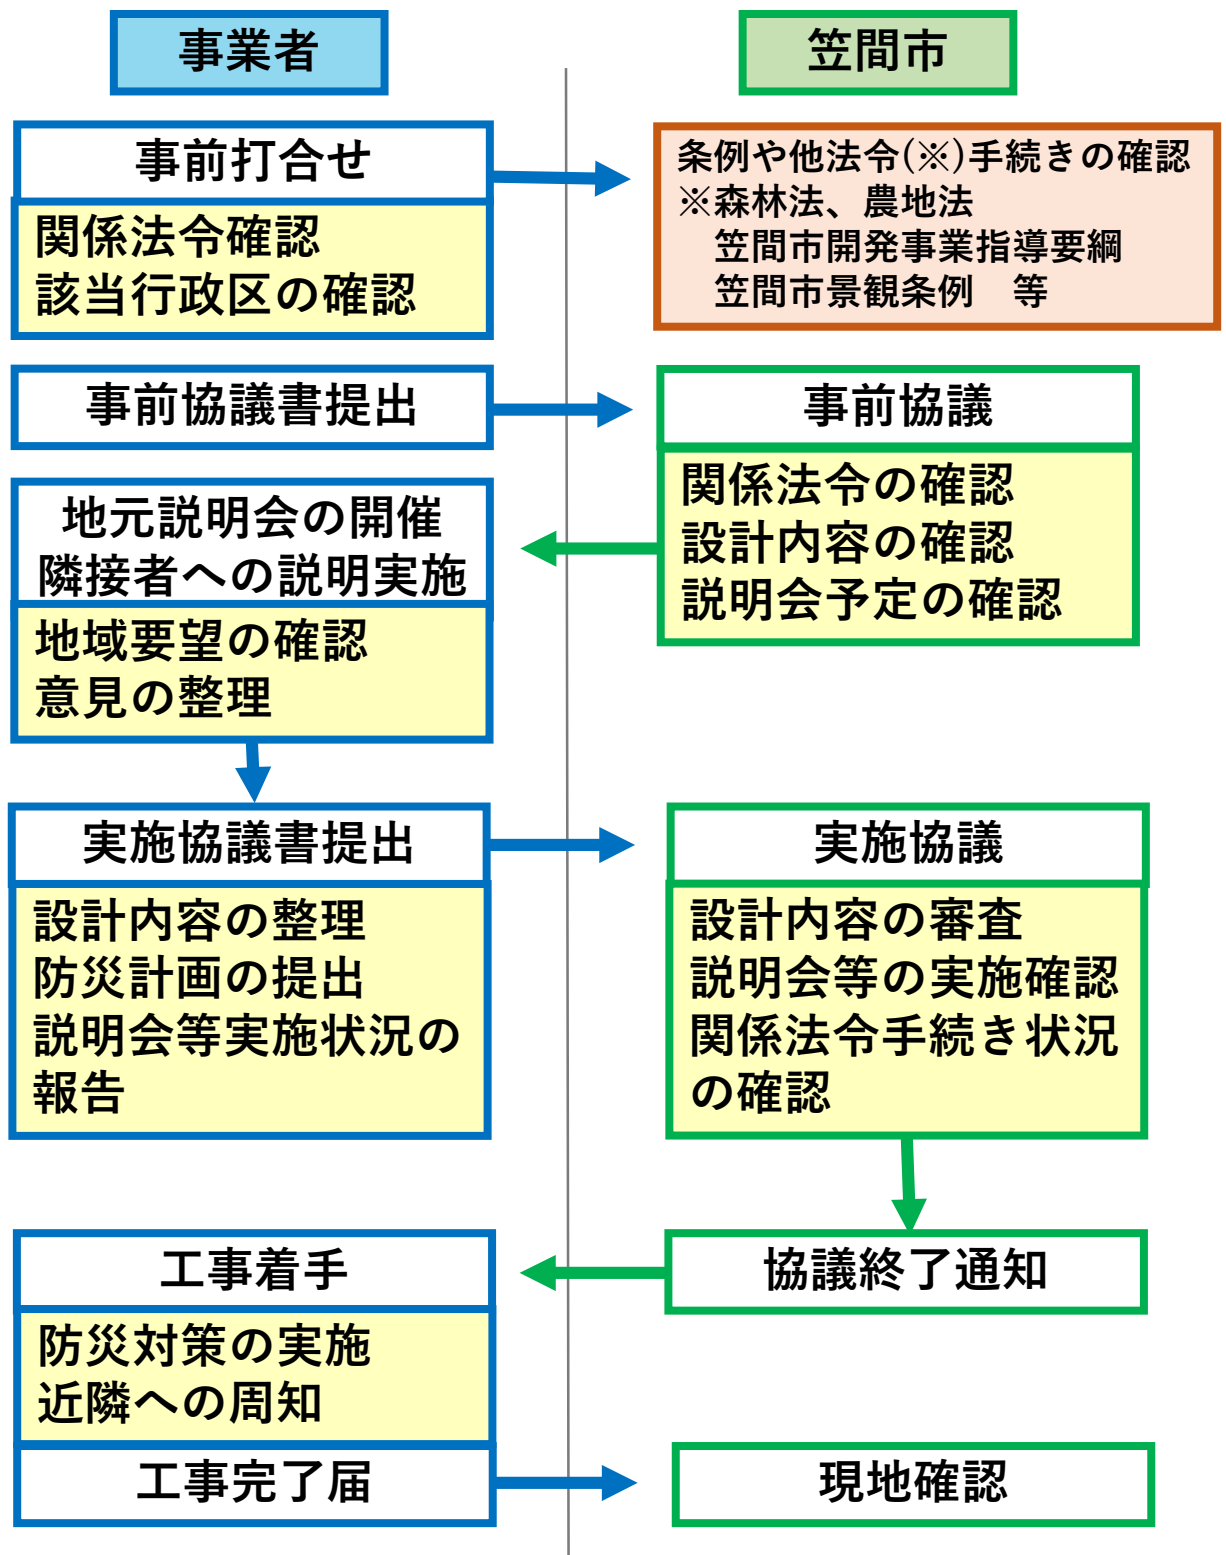 事業者
笠間市
事前打合せ
関係法令確認
該当行政区の確認
条例や他法令(※)手続きの確認
※森林法、農地法
笠間市開発事業指導要綱
笠間市景観条例　等
事前協議書提出
事前協議
関係法令の確認
設計内容の確認
説明会予定の確認
地元説明会の開催
隣接者への説明実施
地域要望の確認
意見の整理
実施協議書提出
設計内容の整理
防災計画の提出
説明会等実施状況の
報告
実施協議
設計内容の審査
説明会等の実施確認
関係法令手続き状況
の確認
協議終了通知
工事着手
防災対策の実施
近隣への周知
工事完了届
現地確認